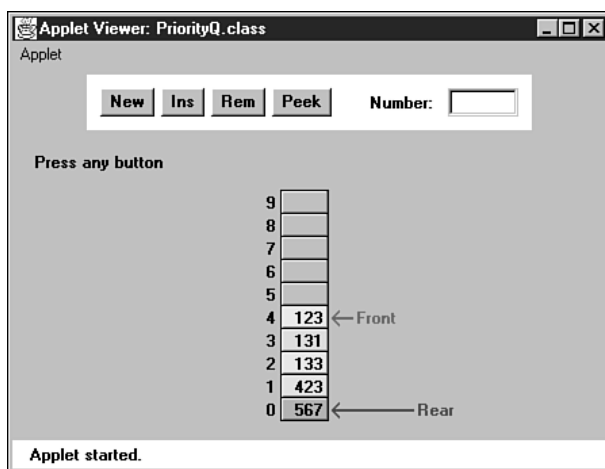 Applet Viewer: PriorityQ.class
Applet
New Ins Rem Peek Number:
Press any button
9
8
7
6
5
4 123 Front
3 131
2 133
1 423
0 567 Rear
Applet started.